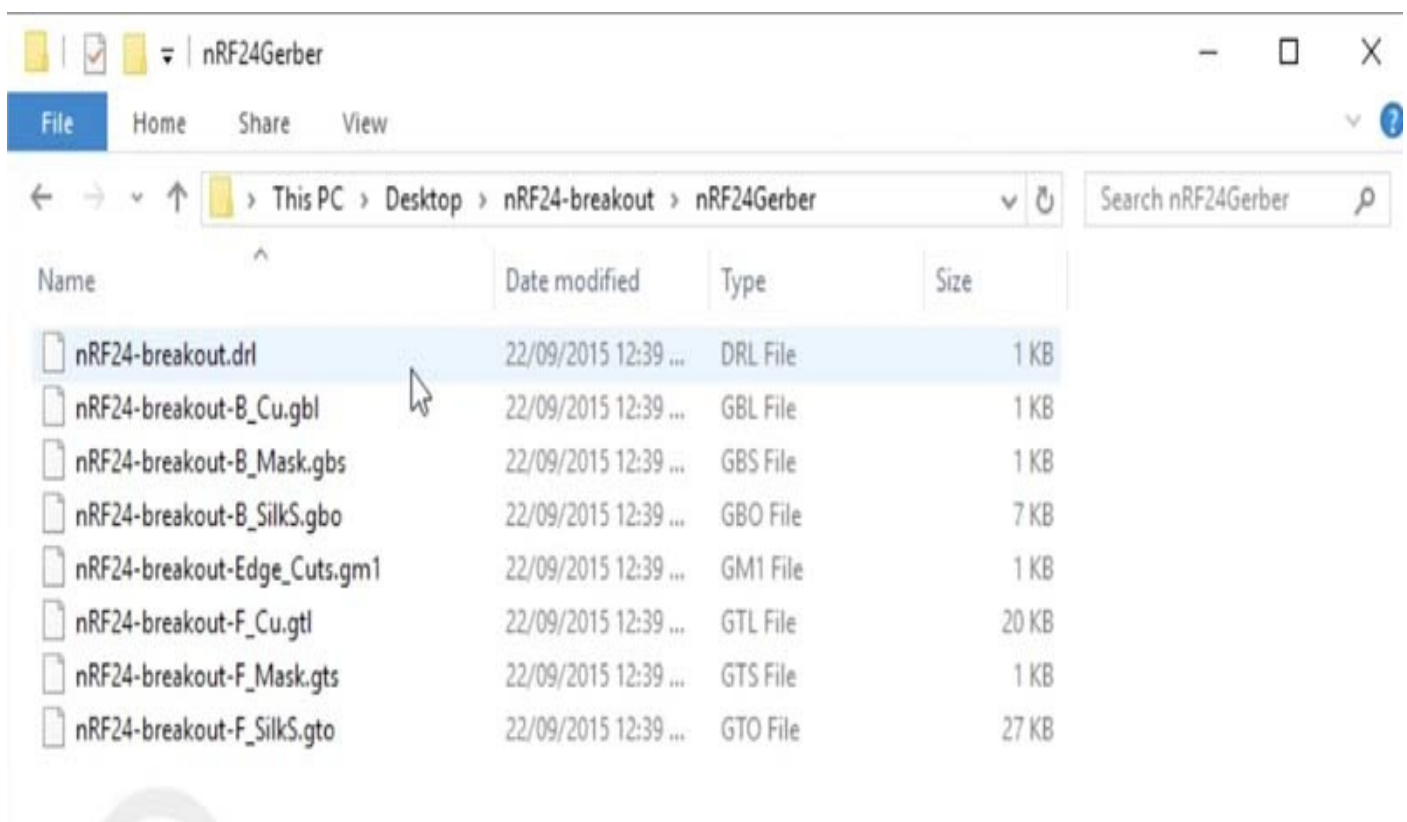 nRF24Gerber
File Home Share View ?
This PC > Desktop > nRF24-breakout > nRF24Gerber Search nRF24Gerber
Name Date modified Type Size
nRF24-breakout.drl 22/09/2015 12:39 ... DRL File 1 KB
nRF24-breakout-B_Cu.gbl 22/09/2015 12:39 ... GBL File 1 KB
nRF24-breakout-B_Mask.gbs 22/09/2015 12:39 ... GBS File 1 KB
nRF24-breakout-B_SilkS.gbo 22/09/2015 12:39 ... GBO File 7 KB
nRF24-breakout-Edge_Cuts.gm1 22/09/2015 12:39 ... GM1 File 1 KB
nRF24-breakout-F_Cu.gtl 22/09/2015 12:39 ... GTL File 20 KB
nRF24-breakout-F_Mask.gts 22/09/2015 12:39 ... GTS File 1 KB
nRF24-breakout-F_SilkS.gto 22/09/2015 12:39 ... GTO File 27 KB